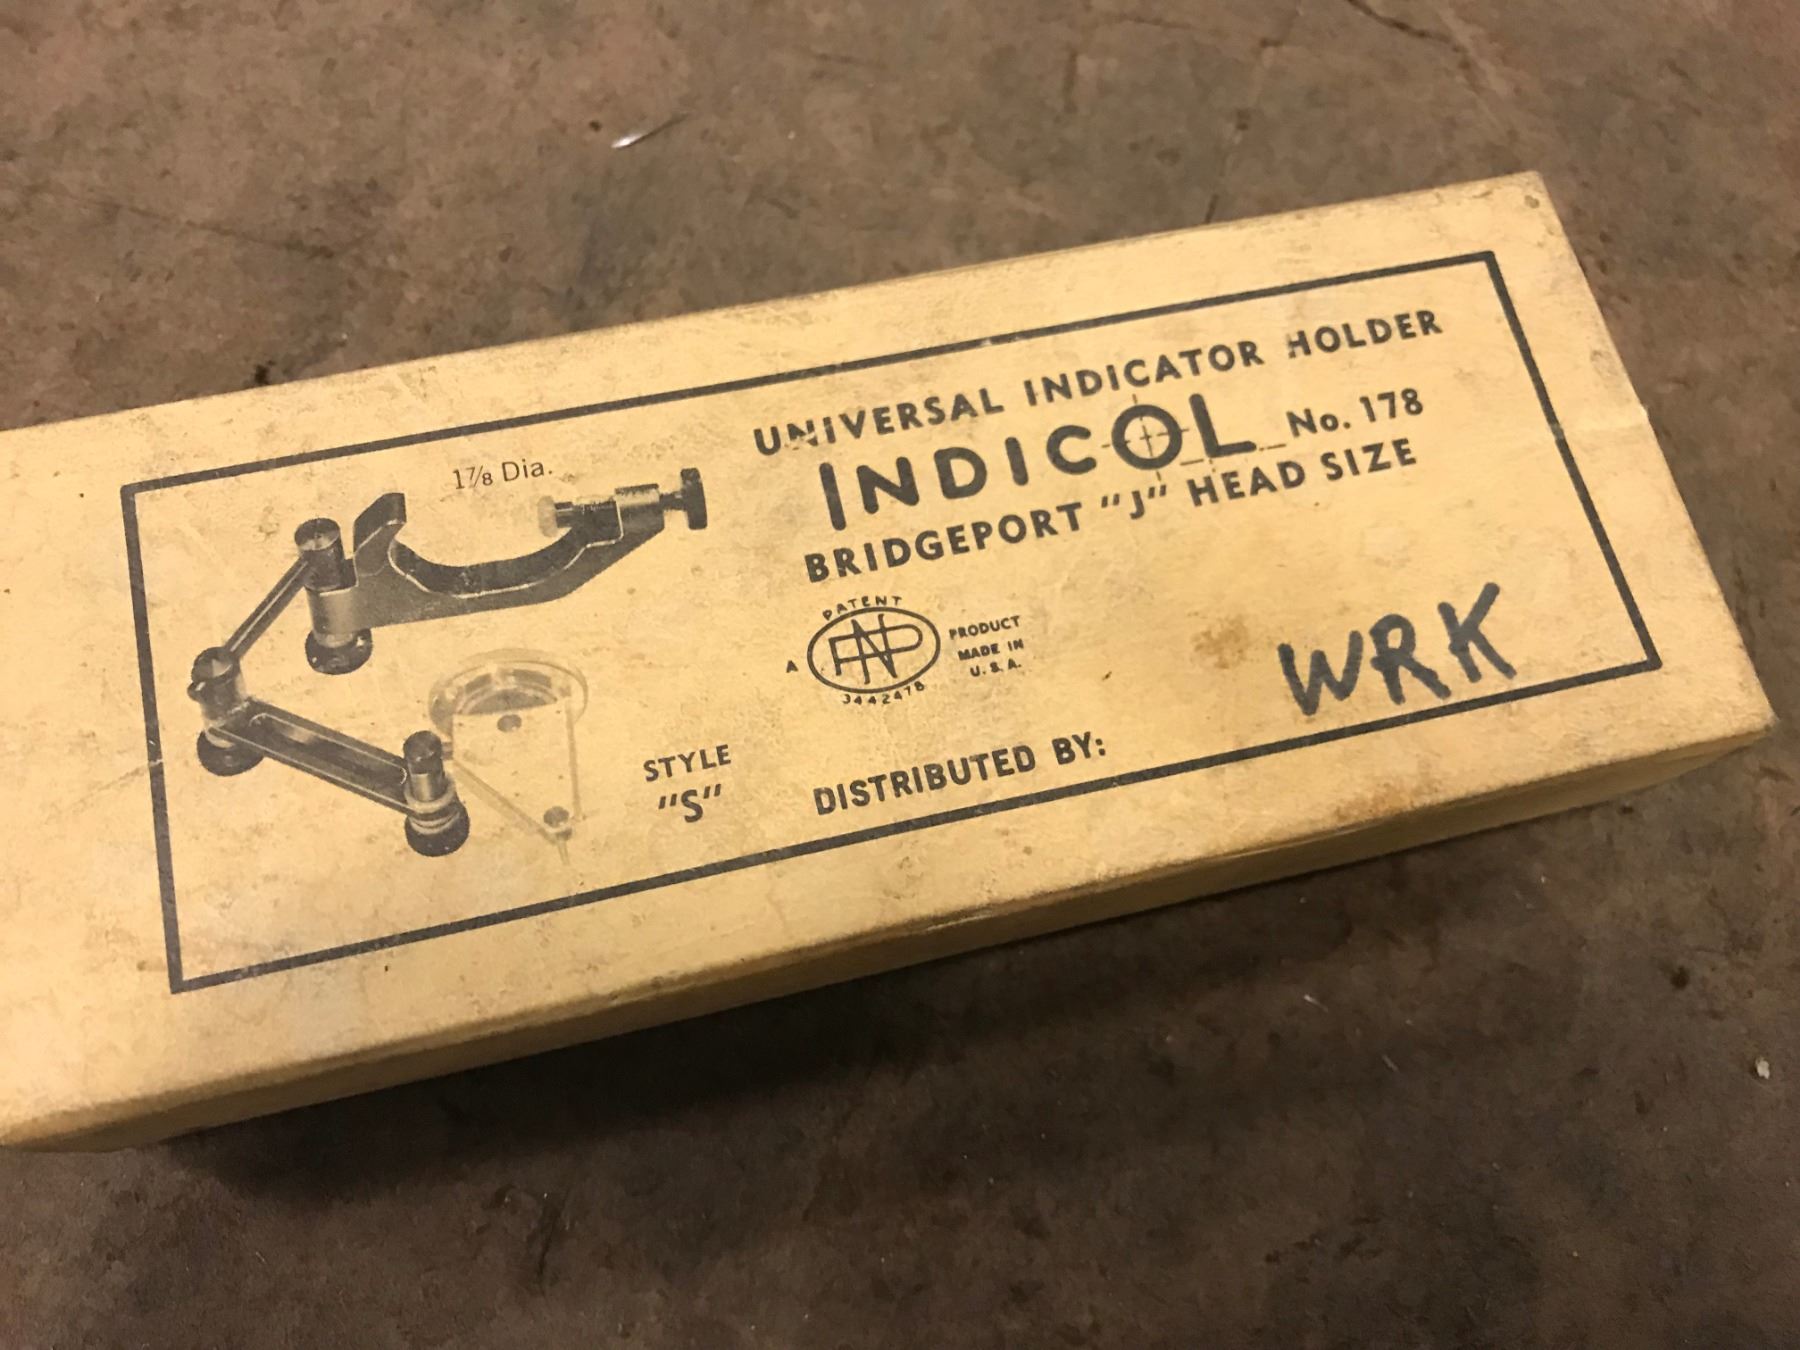 1⅞ Dia.
UNIVERSAL INDICATOR HOLDER
INDICOL No. 178
BRIDGEPORT "J" HEAD SIZE
PATENT
A
3442478
PRODUCT
MADE IN
U.S.A.
WRK
STYLE
"S"
DISTRIBUTED BY: